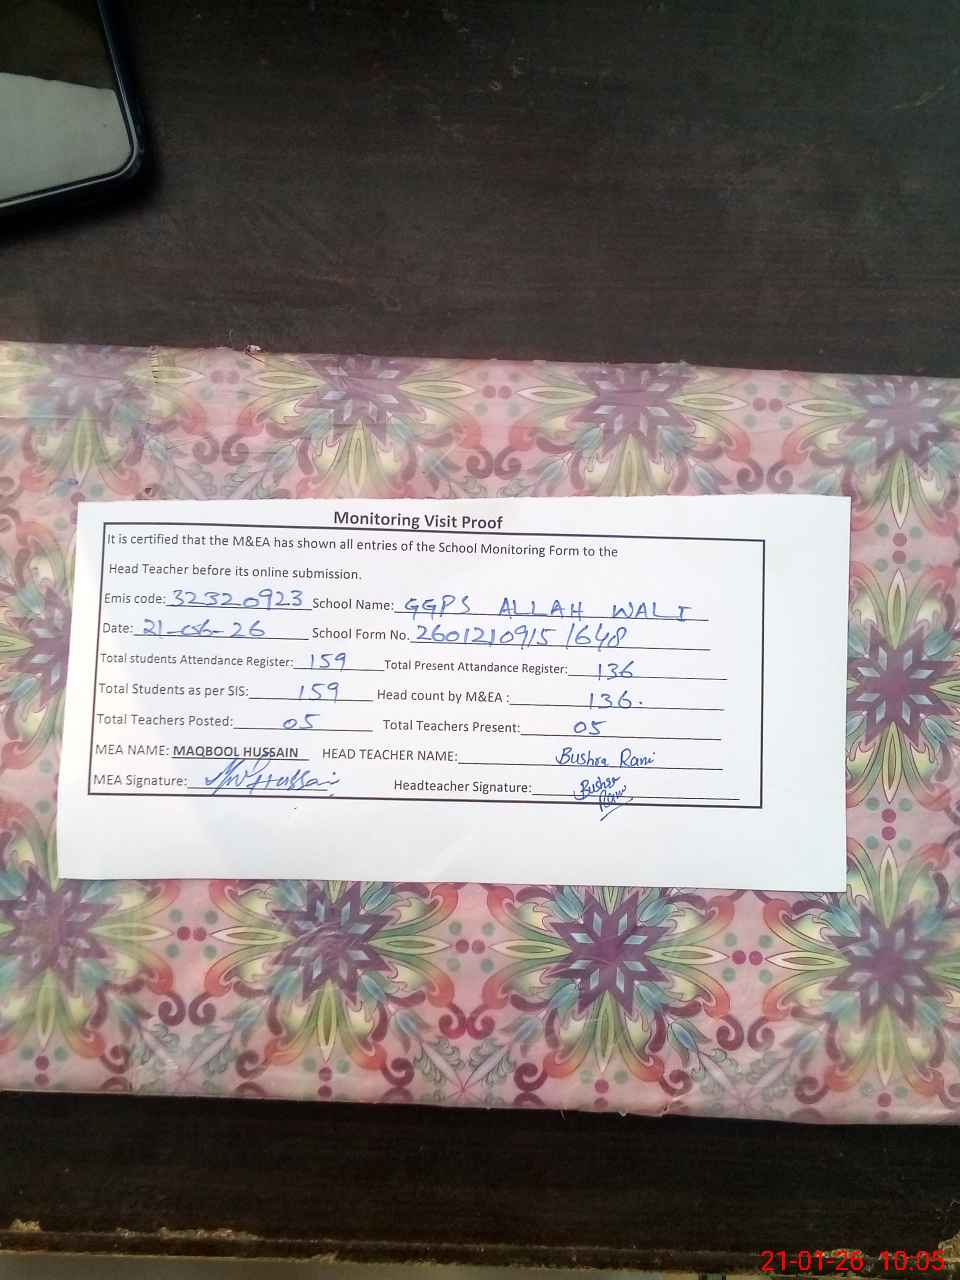 Monitoring Visit Proof
It is certified that the M&EA has shown all entries of the School Monitoring Form to the
Head Teacher before its online submission.
Emis code: 32320923 School Name: GGPS ALLAH WALI
Date: 21- -26 School Form No. 2601210915/1648
Total students Attendance Register: 159 Total Present Attandance Register: 136
Total Students as per SIS: 159 Head count by M&EA : 136.
Total Teachers Posted: 05 Total Teachers Present: 05
MEA NAME: MAQBOOL HUSSAIN HEAD TEACHER NAME: Bushra Rani
MEA Signature: Headteacher Signature: Bushra Rani
21-01-26 10:05